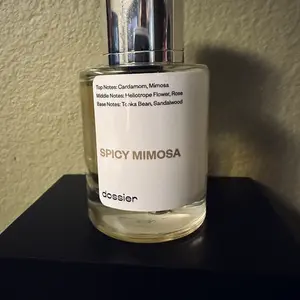 Top Notes: Cardamom, Mimosa
Middle Notes: Heliotrope Flower, Rose
Base Notes: Tonka Bean, Sandalwood
SPICY MIMOSA
dossier